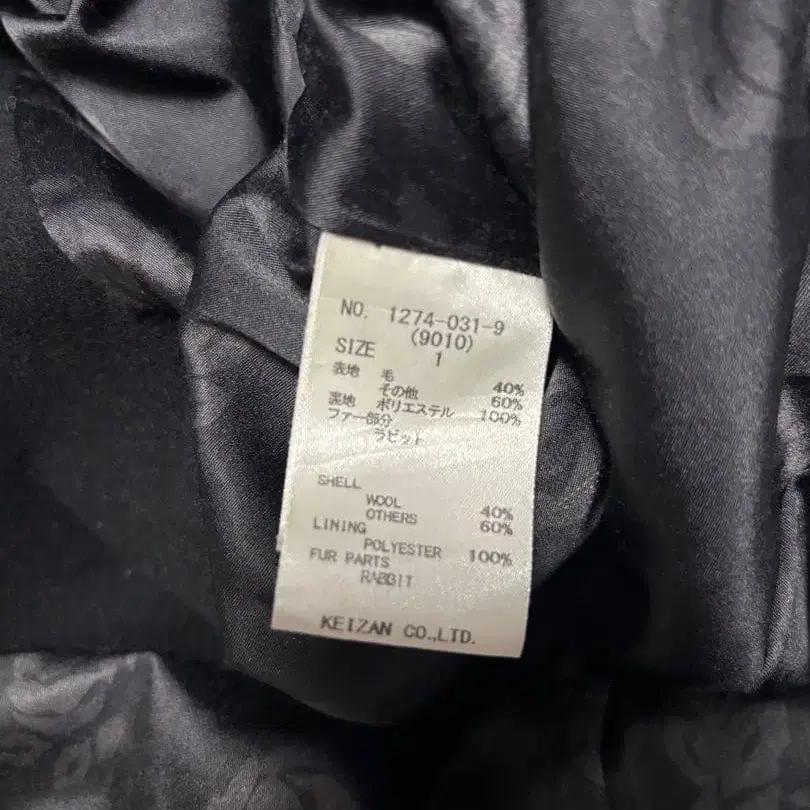 NO. 1274-031-9
(9010)
SIZE 1
表地 毛 40%
その他 60%
裏地 ポリエステル 100%
ファー部分
ラビット
SHELL
WOOL 40%
OTHERS 60%
LINING
POLYESTER 100%
FUR PARTS
RABBIT
KEIZAN CO.,LTD.